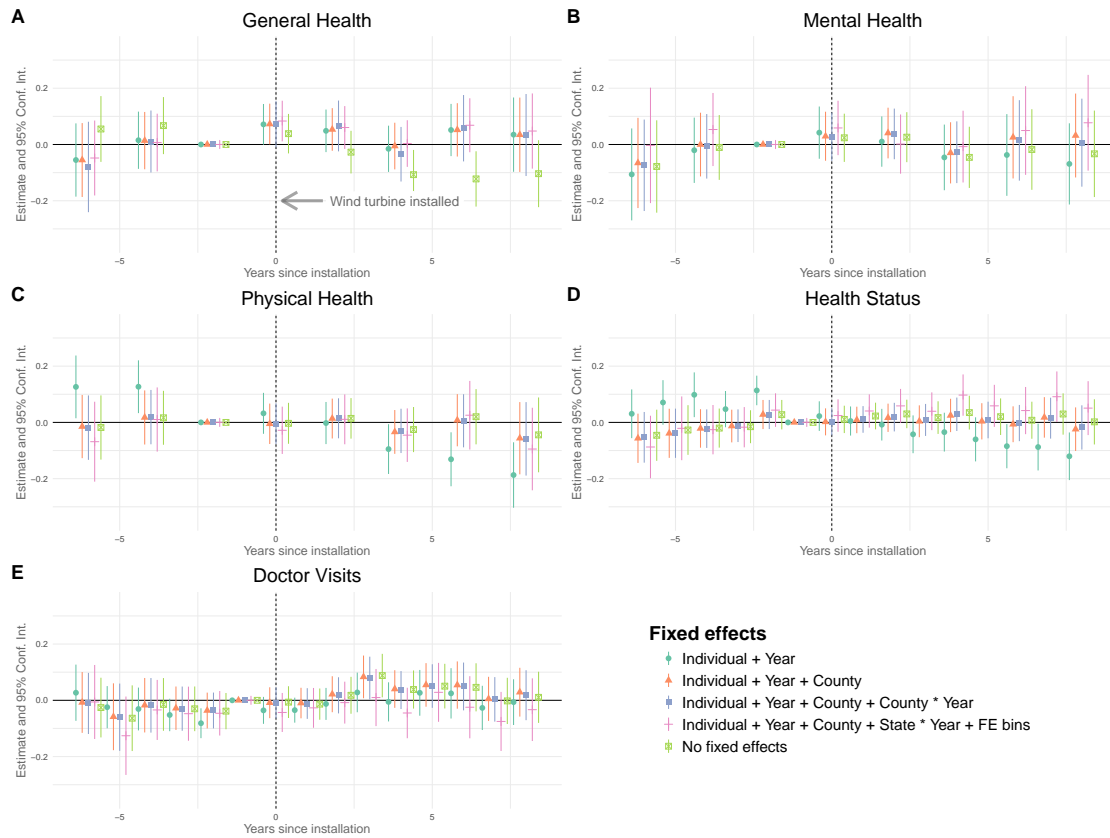 A
General Health
Estimate and 95% Conf. Int.
0.2
0.0
−0.2
Wind turbine installed
−5
0
5
Years since installation
B
Mental Health
Estimate and 95% Conf. Int.
0.2
0.0
−0.2
−5
0
5
Years since installation
C
Physical Health
Estimate and 95% Conf. Int.
0.2
0.0
−0.2
−5
0
5
Years since installation
D
Health Status
Estimate and 95% Conf. Int.
0.2
0.0
−0.2
−5
0
5
Years since installation
E
Doctor Visits
Estimate and 95% Conf. Int.
0.2
0.0
−0.2
−5
0
5
Years since installation
Fixed effects
Individual + Year
Individual + Year + County
Individual + Year + County + County * Year
Individual + Year + County + State * Year + FE bins
No fixed effects